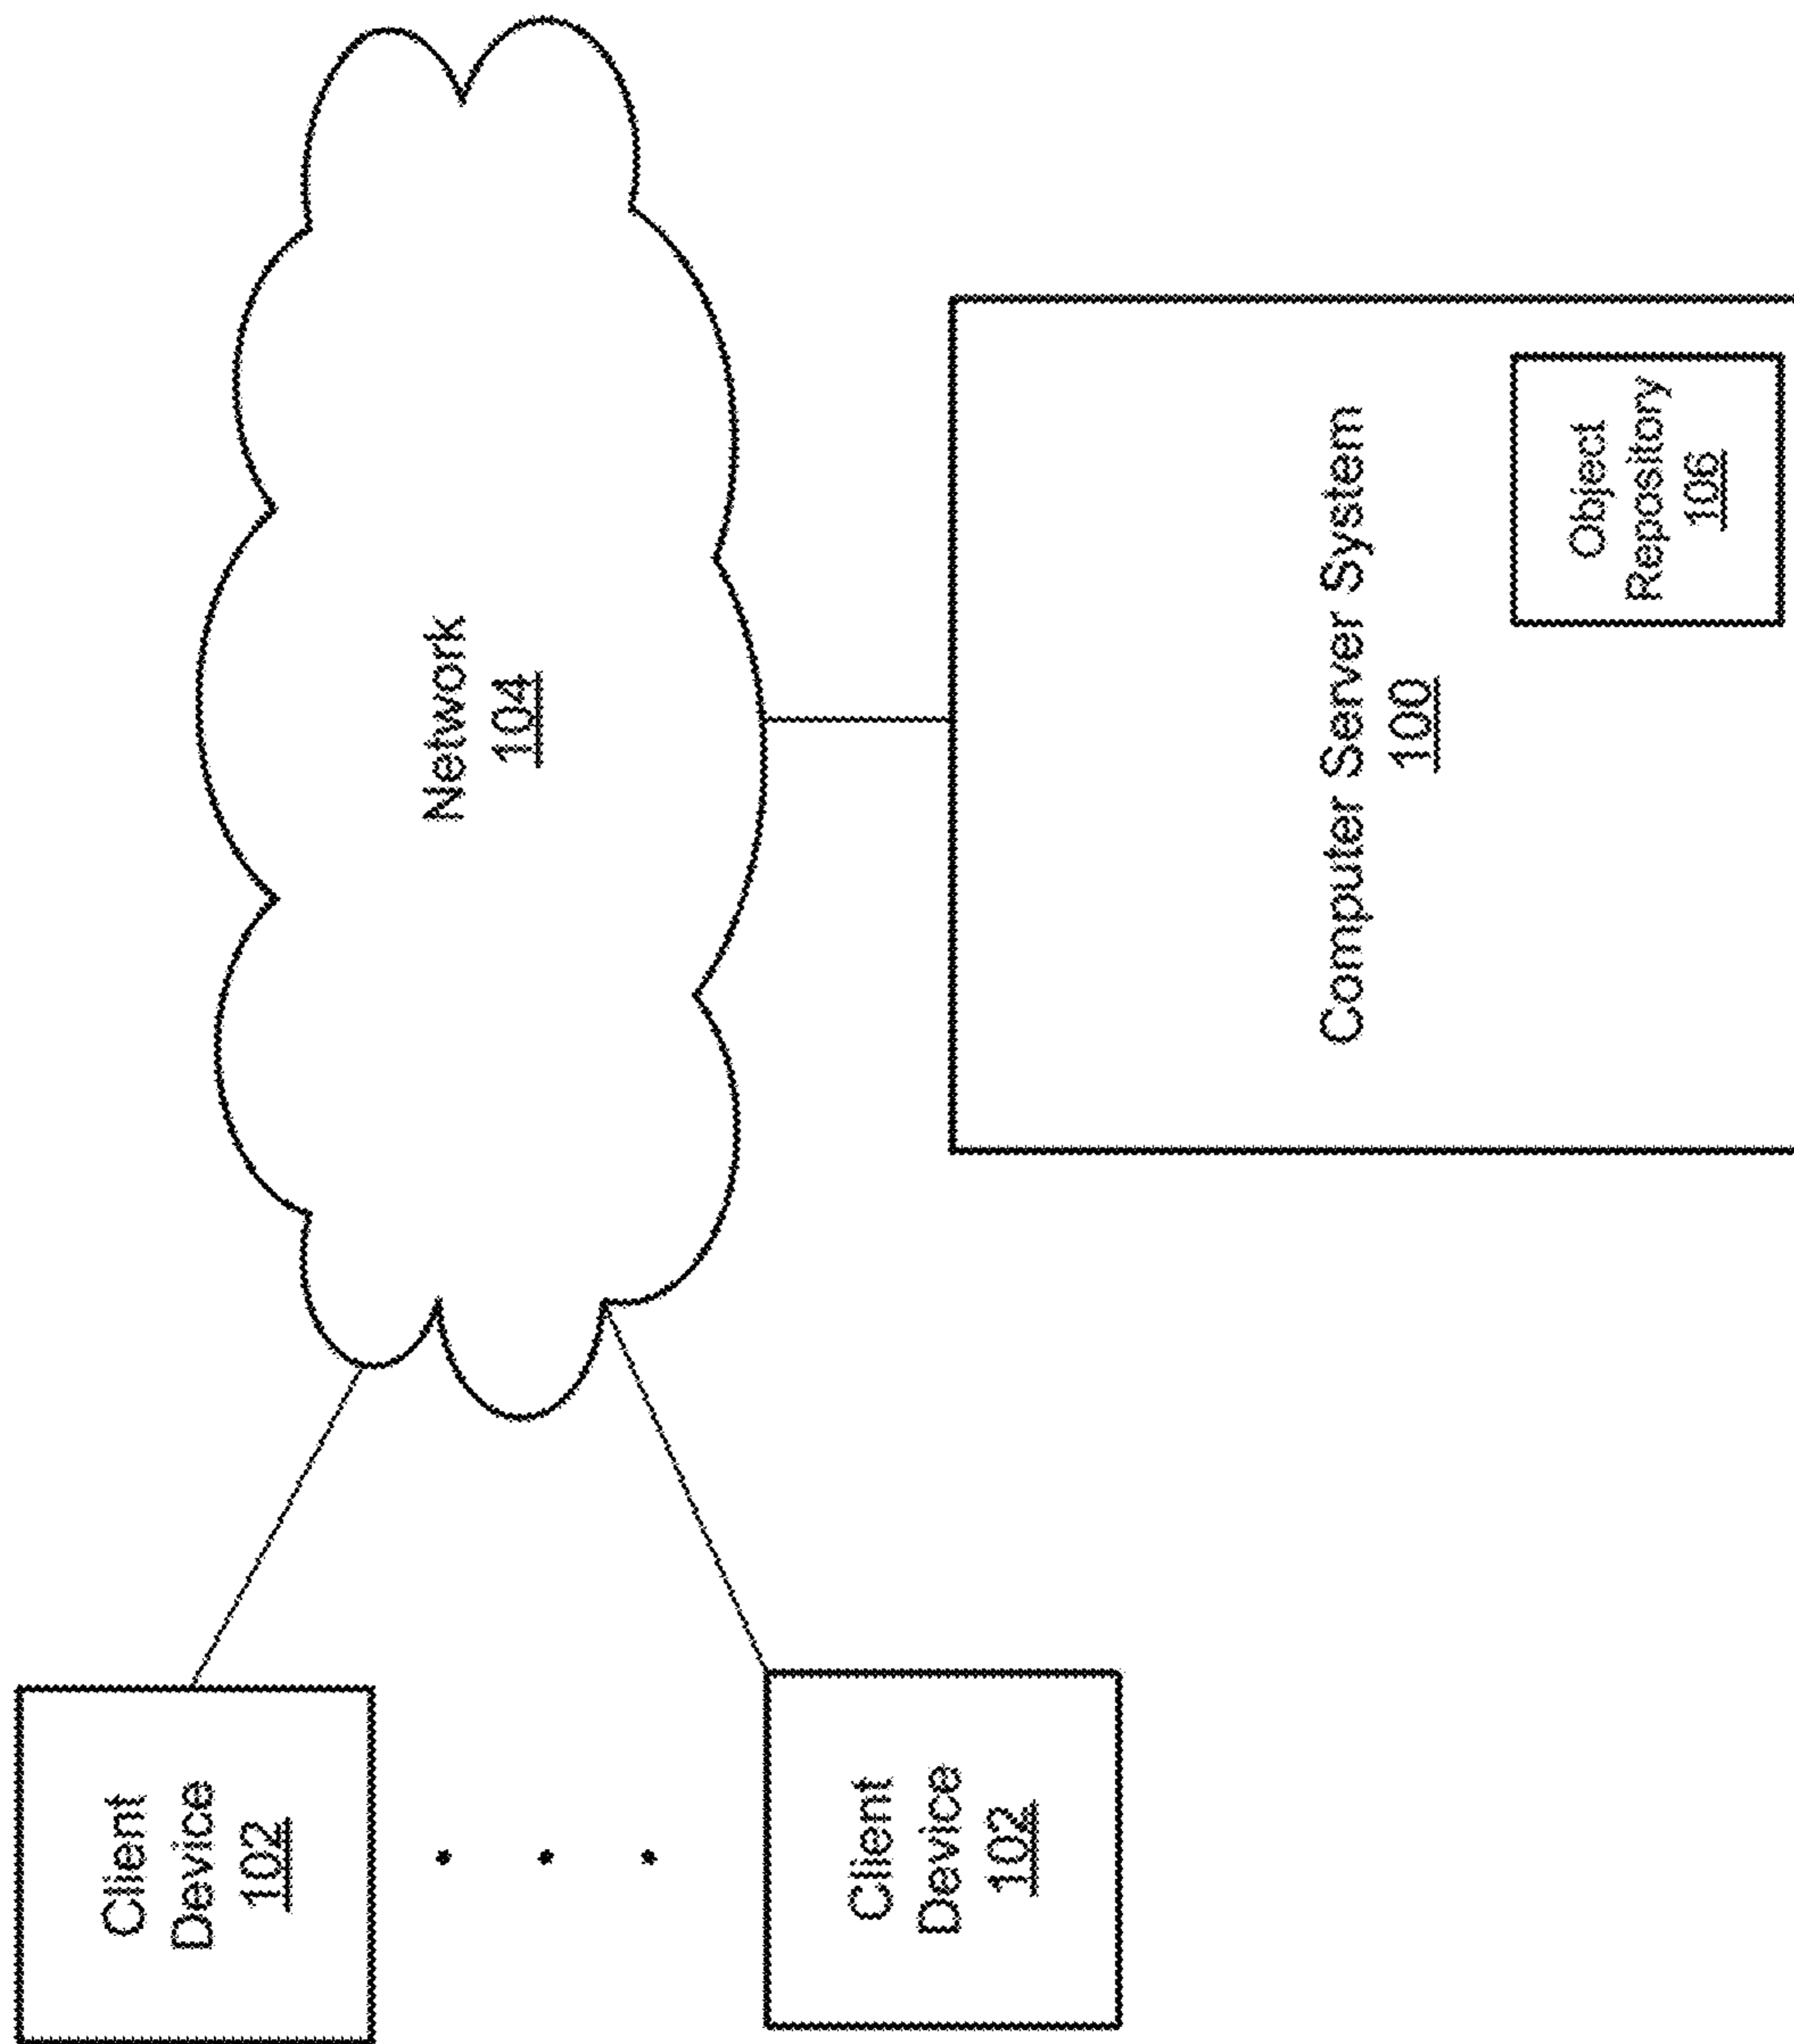 Client
Device
102
Client
Device
102
Network
104
Computer Server System
100
Object
Repository
106